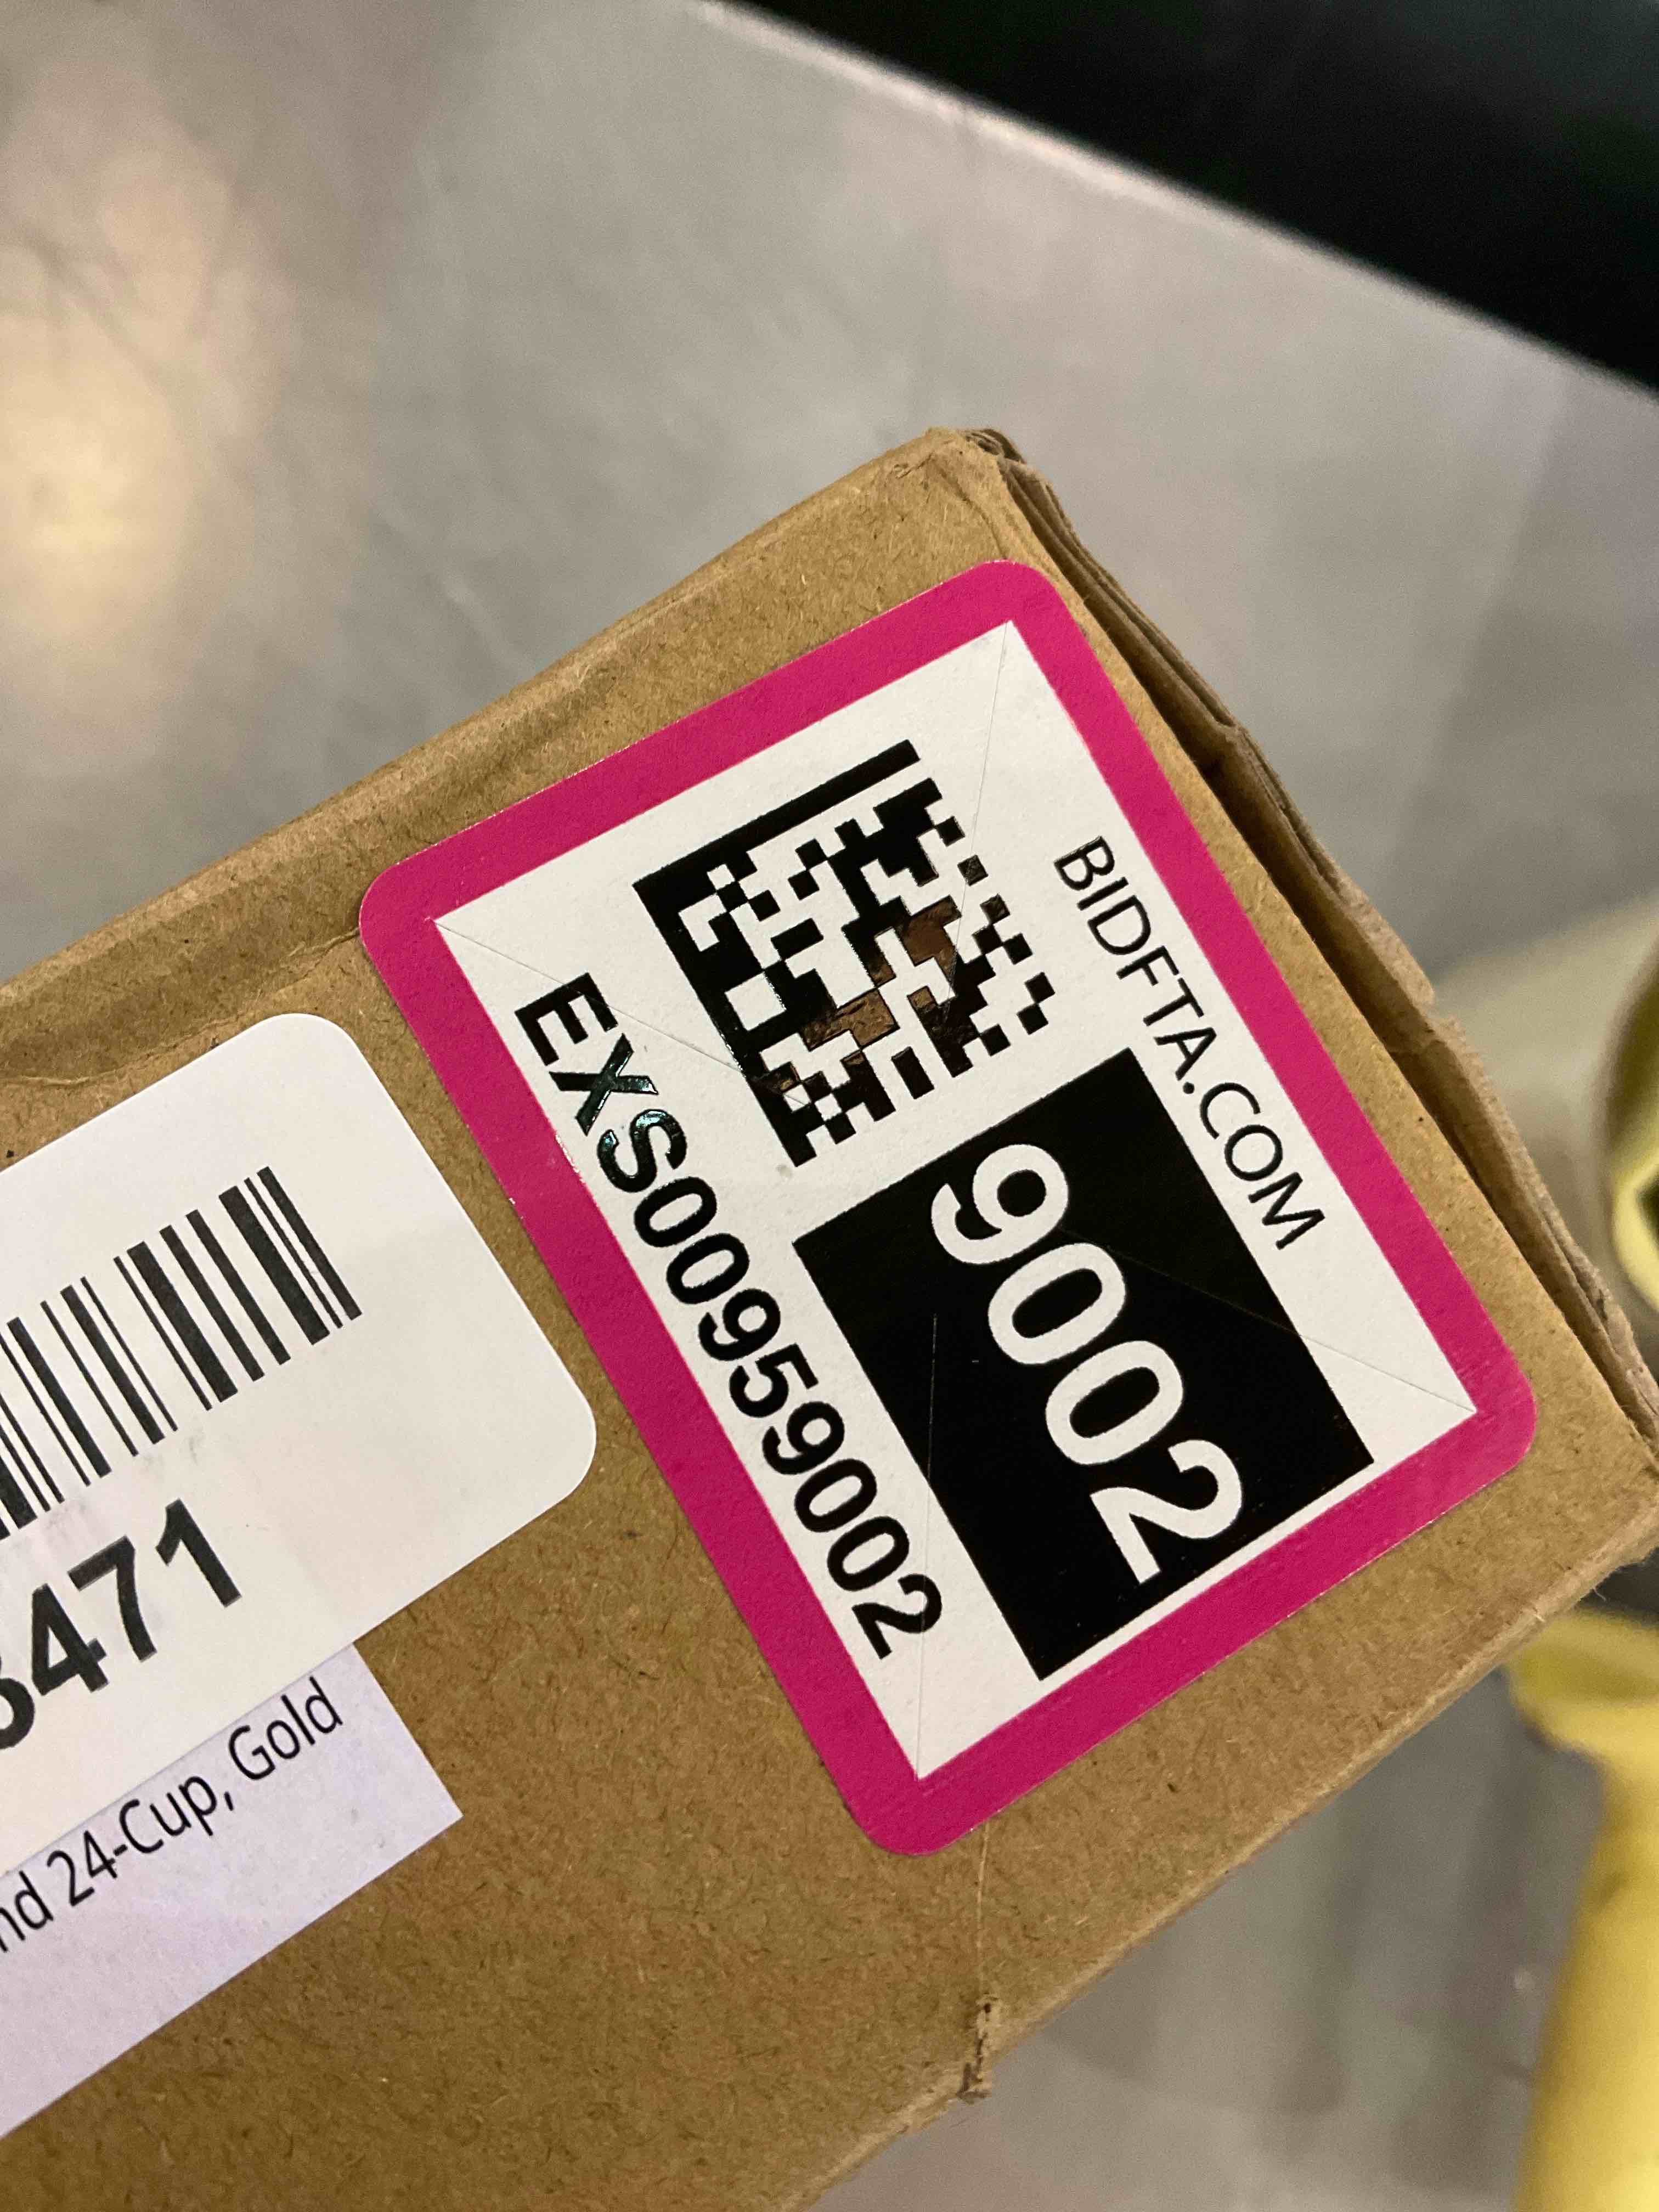 BIDFTA.COM
9002
EXS00959002
3471
nd 24-Cup, Gold